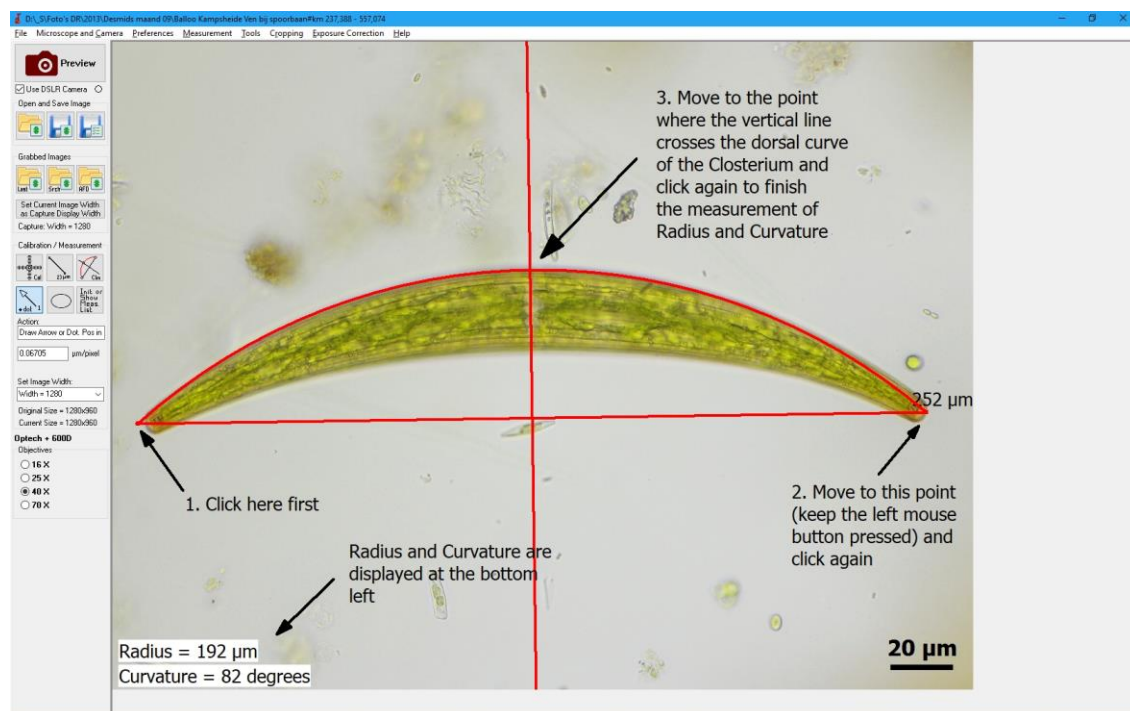 D:\_S\Foto's DR\2013\Desmids maand 09\Balloo Kampsheide Ven bij spoorbaan#km 237,388 - 557,074
File Microscope and Camera Preferences Measurement Tools Cropping Exposure Correction Help
Preview
Use DSLR Camera
Open and Save Image
Grabbed Images
Set Current Image Width
as Capture Display Width
Capture: Width = 1280
Calibration / Measurement
Cal
Init or
Show
Meas.
List
Action:
Draw Arrow or Dot. Pos in
0.06705 µm/pixel
Set Image Width:
Width = 1280
Original Size = 1280x960
Current Size = 1280x960
Optech + 600D
Objectives
16 X
25 X
40 X
70 X
3. Move to the point
where the vertical line
crosses the dorsal curve
of the Closterium and
click again to finish
the measurement of
Radius and Curvature
252 µm
1. Click here first
2. Move to this point
(keep the left mouse
button pressed) and
click again
Radius and Curvature are
displayed at the bottom
left
Radius = 192 µm
Curvature = 82 degrees
20 µm